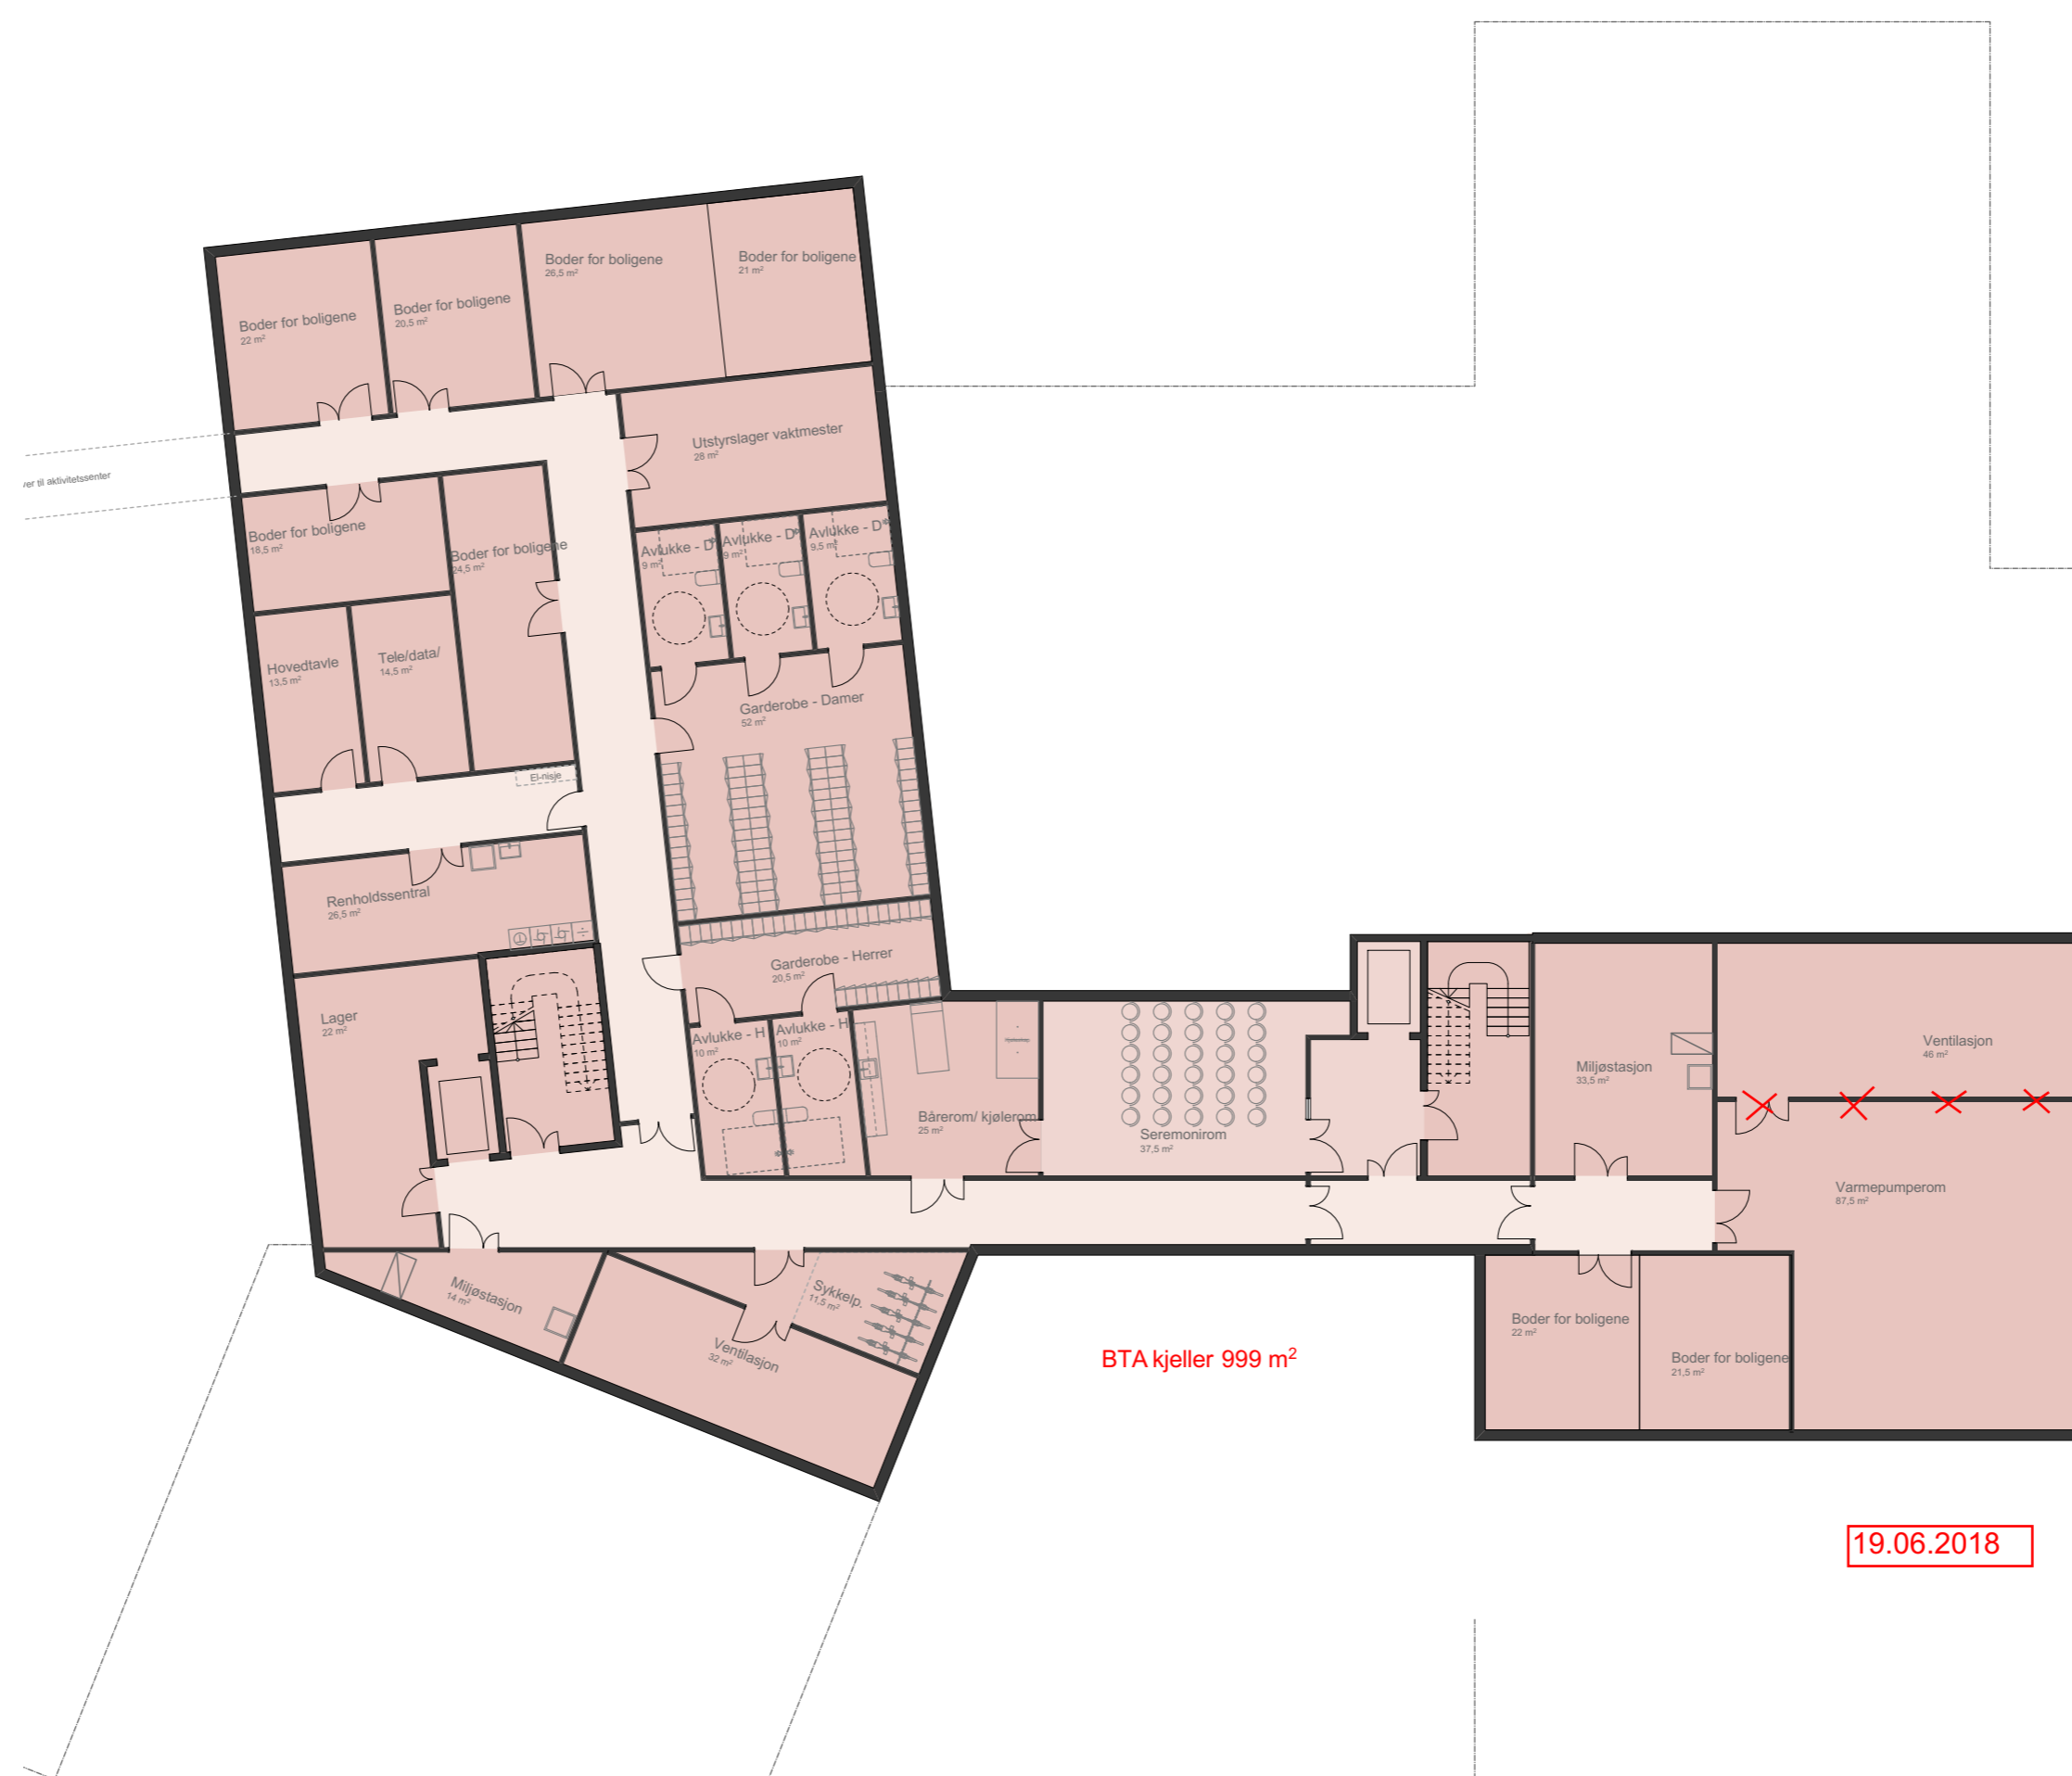 Boder for boligene
26,5 m²
Boder for boligene
21 m²
Boder for boligene
20,5 m²
Boder for boligene
22 m²
Utstyrslager vaktmester
28 m²
ver til aktivitetssenter
Boder for boligene
18,5 m²
Boder for boligene
24,5 m²
Avlukke - D
9 m²
Avlukke - D
9 m²
Avlukke - D
9,5 m²
Hovedtavle
13,5 m²
Tele/data/
14,5 m²
Garderobe - Damer
52 m²
El-nisje
Renholdssentral
26,5 m²
Garderobe - Herrer
20,5 m²
Lager
22 m²
Avlukke - H
10 m²
Avlukke - H
10 m²
Bårerom/ kjølerom
25 m²
Seremonirom
37,5 m²
Miljøstasjon
33,5 m²
Ventilasjon
46 m²
Varmepumperom
87,5 m²
Miljøstasjon
14 m²
Sykkelp.
11,5 m²
Ventilasjon
32 m²
Boder for boligene
22 m²
Boder for boligene
21,5 m²
BTA kjeller 999 m²
19.06.2018